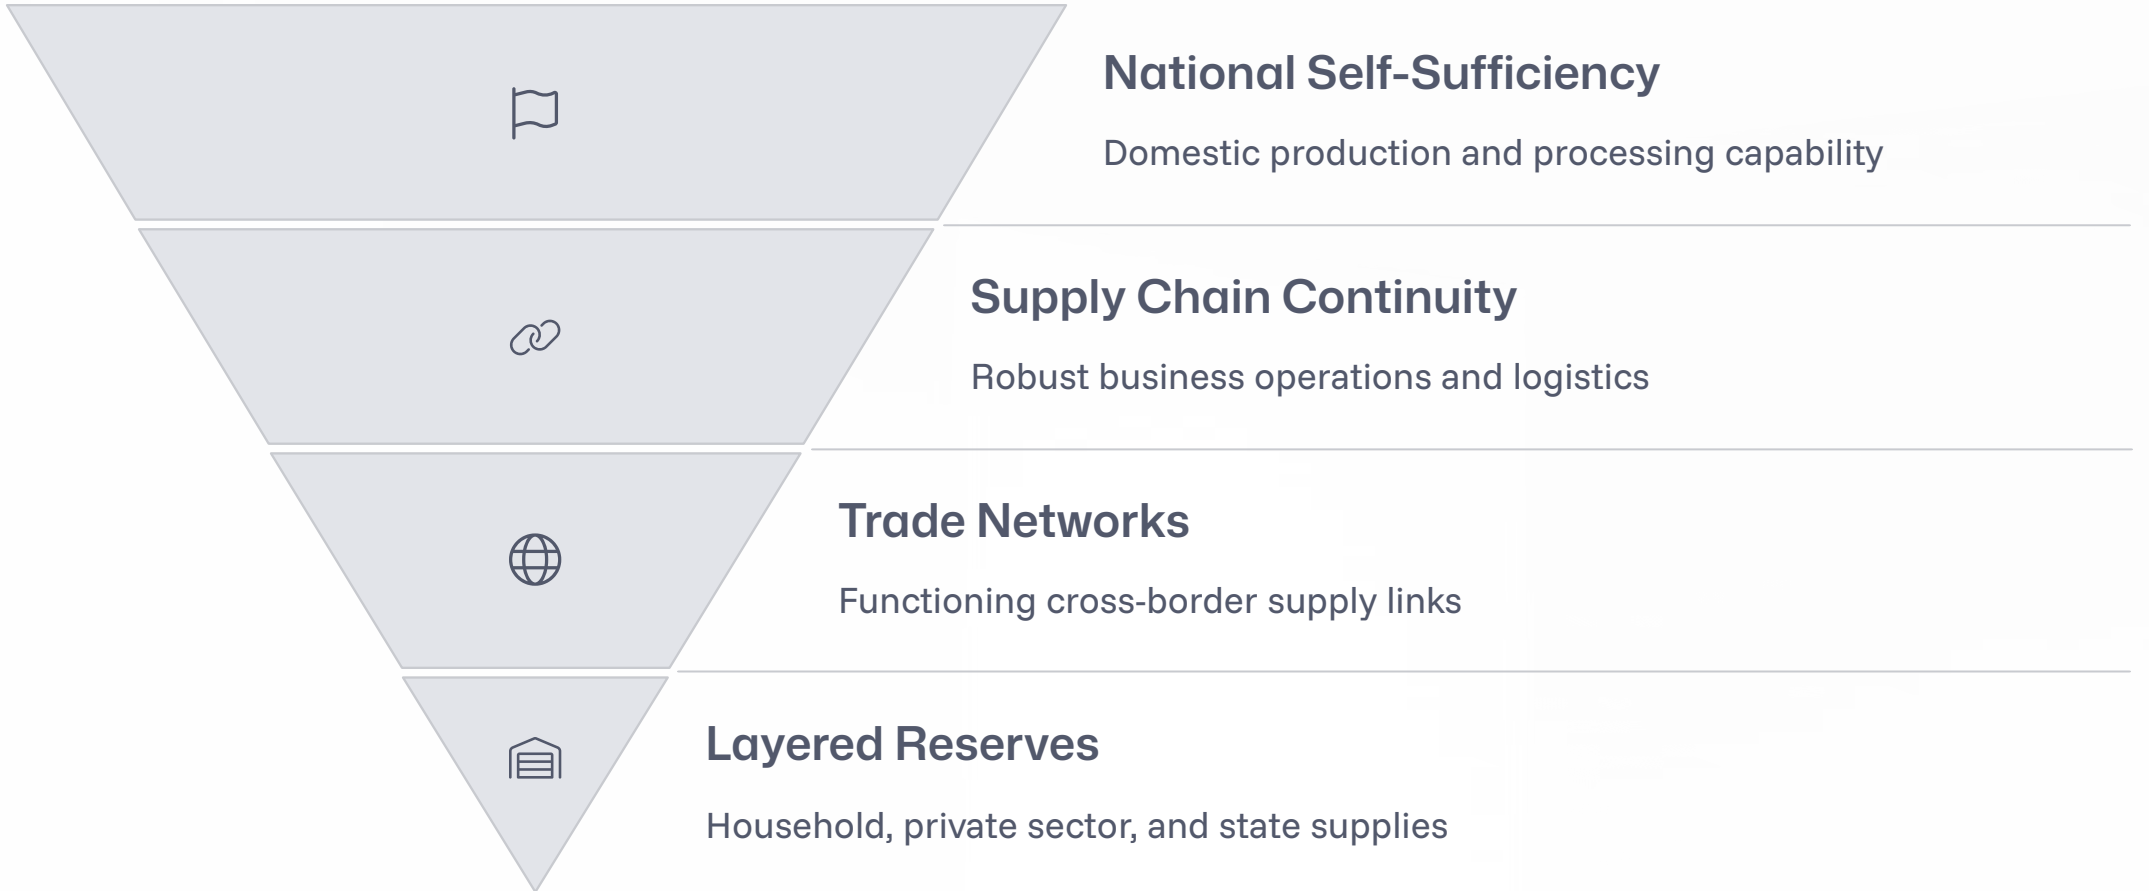 National Self-Sufficiency
Domestic production and processing capability
Supply Chain Continuity
Robust business operations and logistics
Trade Networks
Functioning cross-border supply links
Layered Reserves
Household, private sector, and state supplies